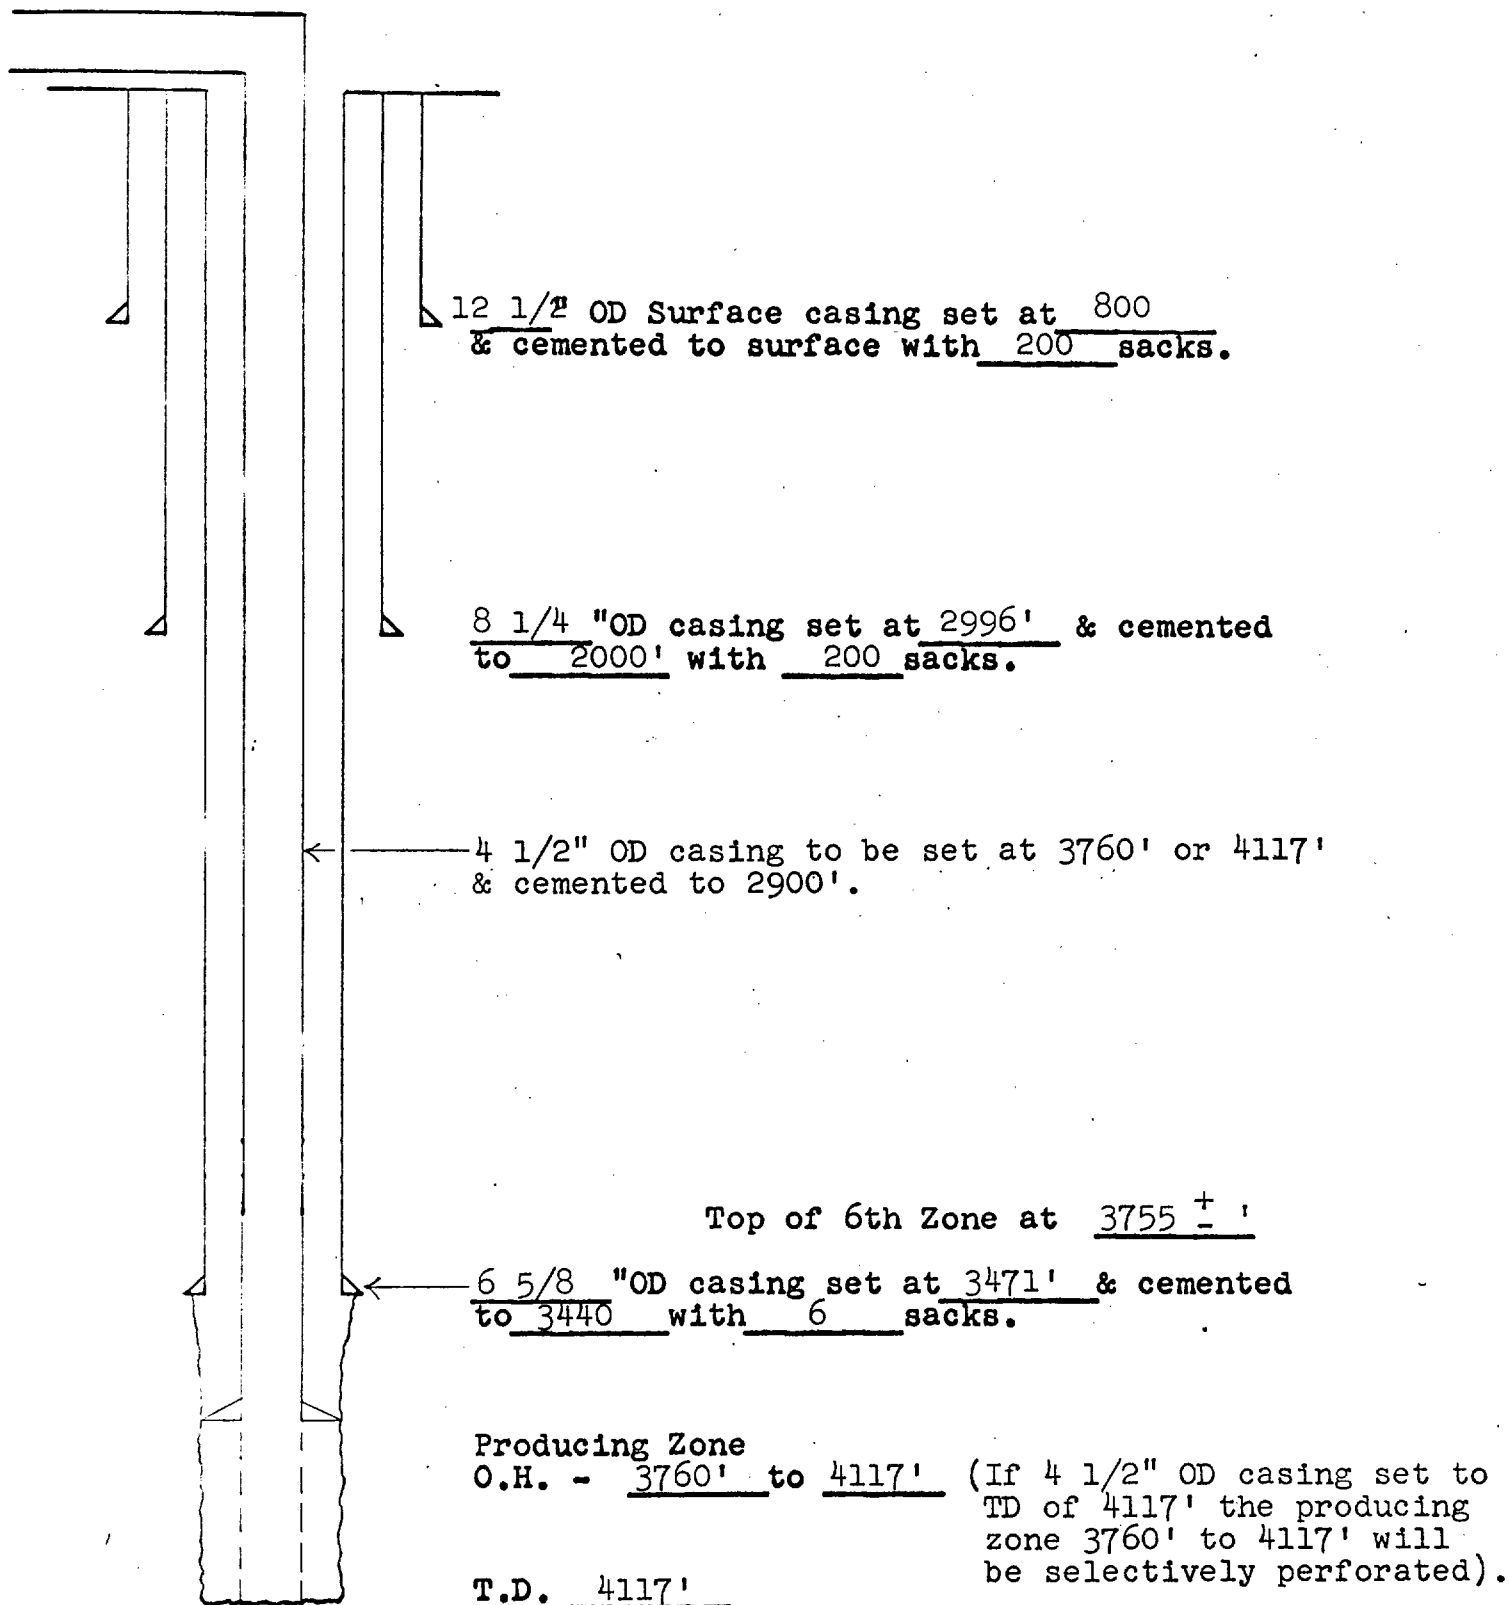 12 1/2" OD Surface casing set at 800
& cemented to surface with 200 sacks.
8 1/4 "OD casing set at 2996' & cemented
to 2000' with 200 sacks.
4 1/2" OD casing to be set at 3760' or 4117'
& cemented to 2900'.
Top of 6th Zone at 3755 ± '
6 5/8 "OD casing set at 3471' & cemented
to 3440 with 6 sacks.
Producing Zone
O.H. - 3760' to 4117' (If 4 1/2" OD casing set to
TD of 4117' the producing
zone 3760' to 4117' will
be selectively perforated).
T.D. 4117'